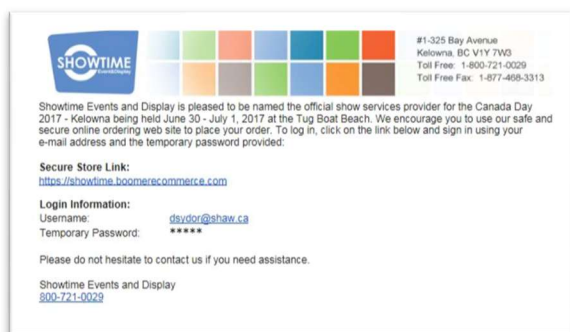 SHOWTIME
Event&Display
#1-325 Bay Avenue
Kelowna, BC V1Y 7W3
Toll Free: 1-800-721-0029
Toll Free Fax: 1-877-468-3313
Showtime Events and Display is pleased to be named the official show services provider for the Canada Day
2017 - Kelowna being held June 30 - July 1, 2017 at the Tug Boat Beach. We encourage you to use our safe and
secure online ordering web site to place your order. To log in, click on the link below and sign in using your
e-mail address and the temporary password provided:
Secure Store Link:
https://showtime.boomerecommerce.com
Login Information:
Username: dsydor@shaw.ca
Temporary Password: *****
Please do not hesitate to contact us if you need assistance.
Showtime Events and Display
800-721-0029